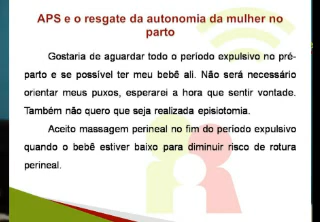 APS e o resgate da autonomia da mulher no
parto
Gostaria de aguardar todo o período expulsivo no pré-
parto e se possível ter meu bebê ali. Não será necessário
orientar meus puxos, esperarei a hora que sentir vontade.
Também não quero que seja realizada episiotomia.
Aceito massagem perineal no fim do período expulsivo
quando o bebê estiver baixo para diminuir risco de rotura
perineal.